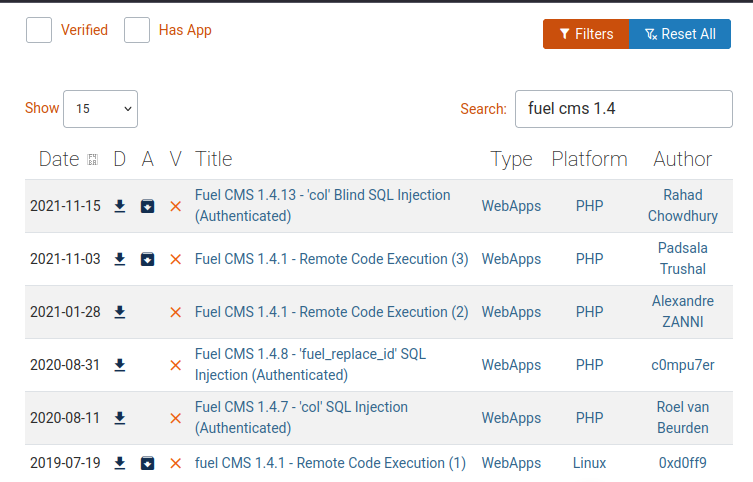 Verified Has App Filters Reset All
Show 15 Search: fuel cms 1.4
Date D A V Title Type Platform Author
2021-11-15 Fuel CMS 1.4.13 - 'col' Blind SQL Injection (Authenticated) WebApps PHP Rahad Chowdhury
2021-11-03 Fuel CMS 1.4.1 - Remote Code Execution (3) WebApps PHP Padsala Trushal
2021-01-28 Fuel CMS 1.4.1 - Remote Code Execution (2) WebApps PHP Alexandre ZANNI
2020-08-31 Fuel CMS 1.4.8 - 'fuel_replace_id' SQL Injection (Authenticated) WebApps PHP c0mpu7er
2020-08-11 Fuel CMS 1.4.7 - 'col' SQL Injection (Authenticated) WebApps PHP Roel van Beurden
2019-07-19 fuel CMS 1.4.1 - Remote Code Execution (1) WebApps Linux 0xd0ff9